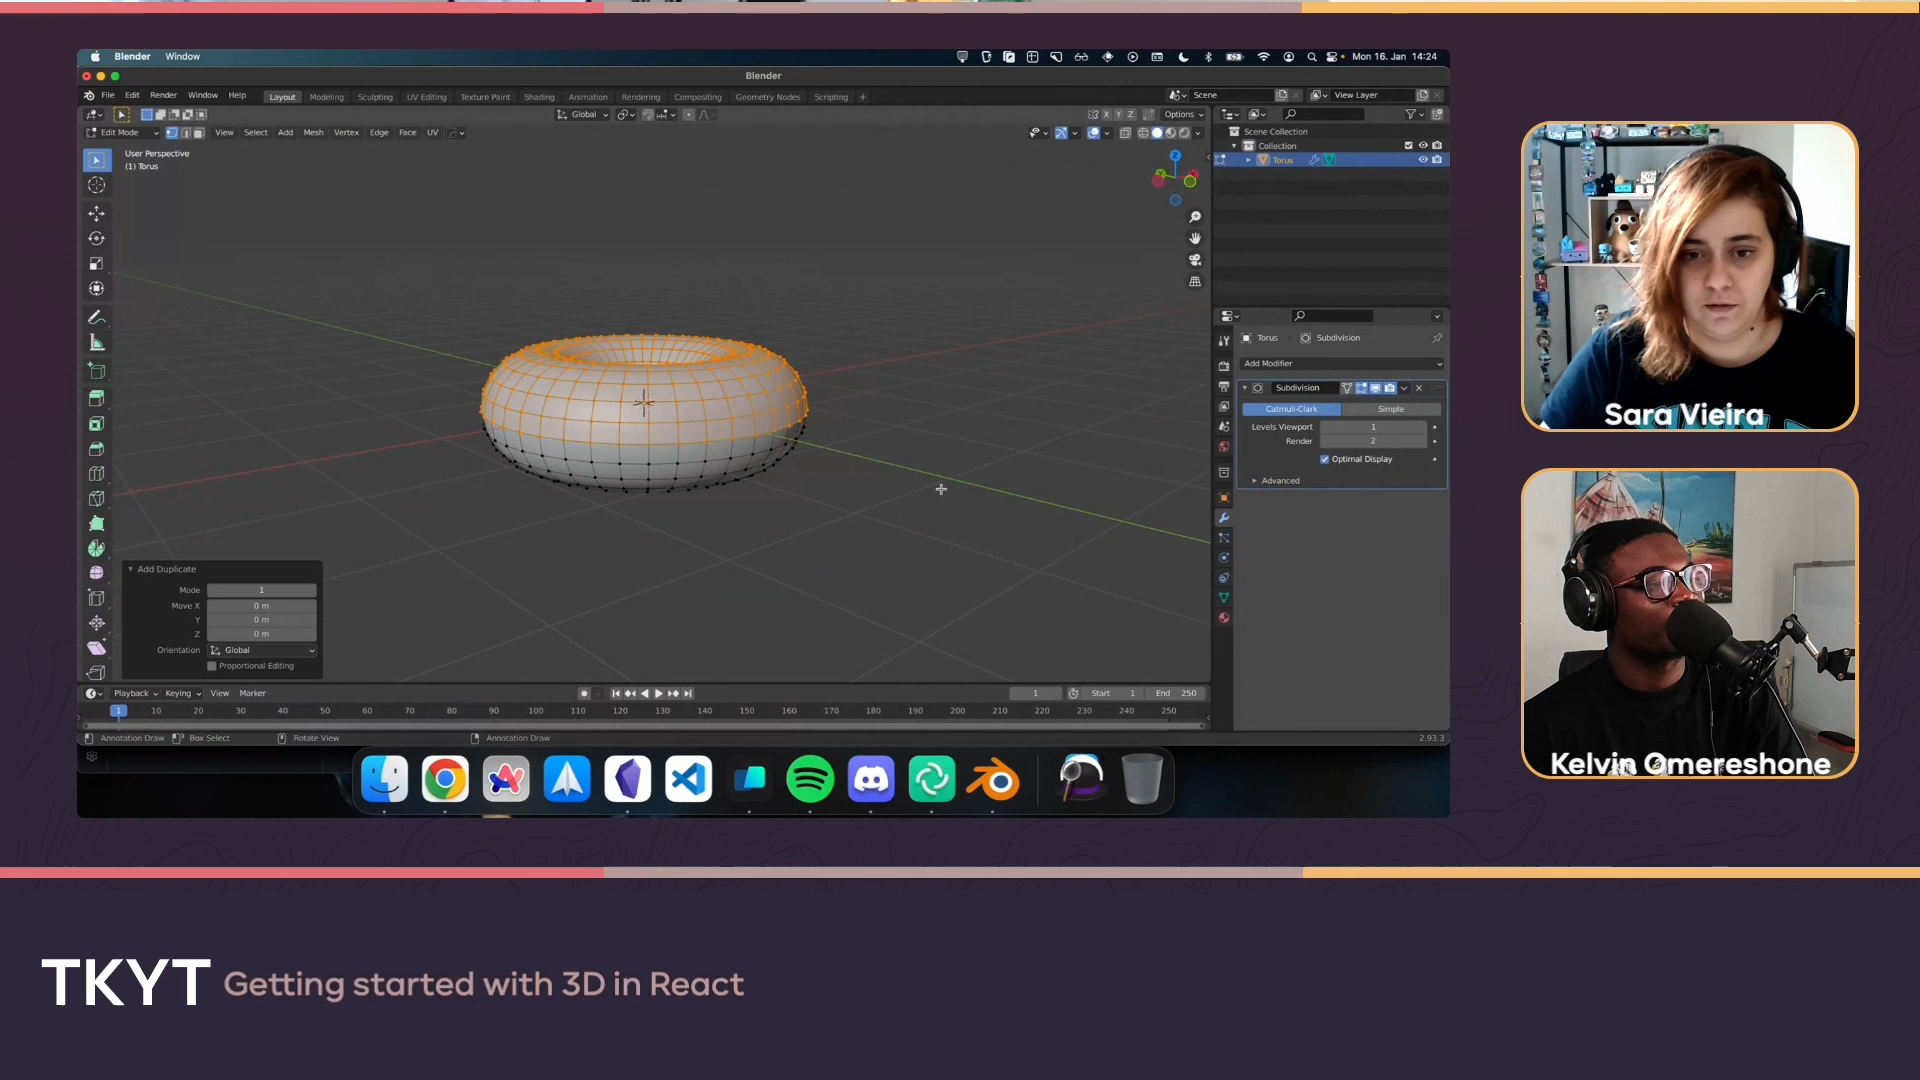 Blender Window Mon 16. Jan 14:24
Blender
File Edit Render Window Help Layout Modeling Sculpting UV Editing Texture Paint Shading Animation Rendering Compositing Geometry Nodes Scripting + Scene View Layer
Global X Y Z Options
Edit Mode View Select Add Mesh Vertex Edge Face UV
User Perspective
(1) Torus
Scene Collection
Collection
Torus
Z
Torus Subdivision
Add Modifier
Subdivision
Catmull-Clark Simple
Levels Viewport 1
Render 2
Optimal Display
Advanced
Add Duplicate
Mode 1
Move X 0 m
Y 0 m
Z 0 m
Orientation Global
Proportional Editing
Playback Keying View Marker 1 Start 1 End 250
1 10 20 30 40 50 60 70 80 90 100 110 120 130 140 150 160 170 180 190 200 210 220 230 240 250
Annotation Draw Box Select Rotate View Annotation Draw 2.93.3
Sara Vieira
Kelvin Omereshone
TKYT Getting started with 3D in React